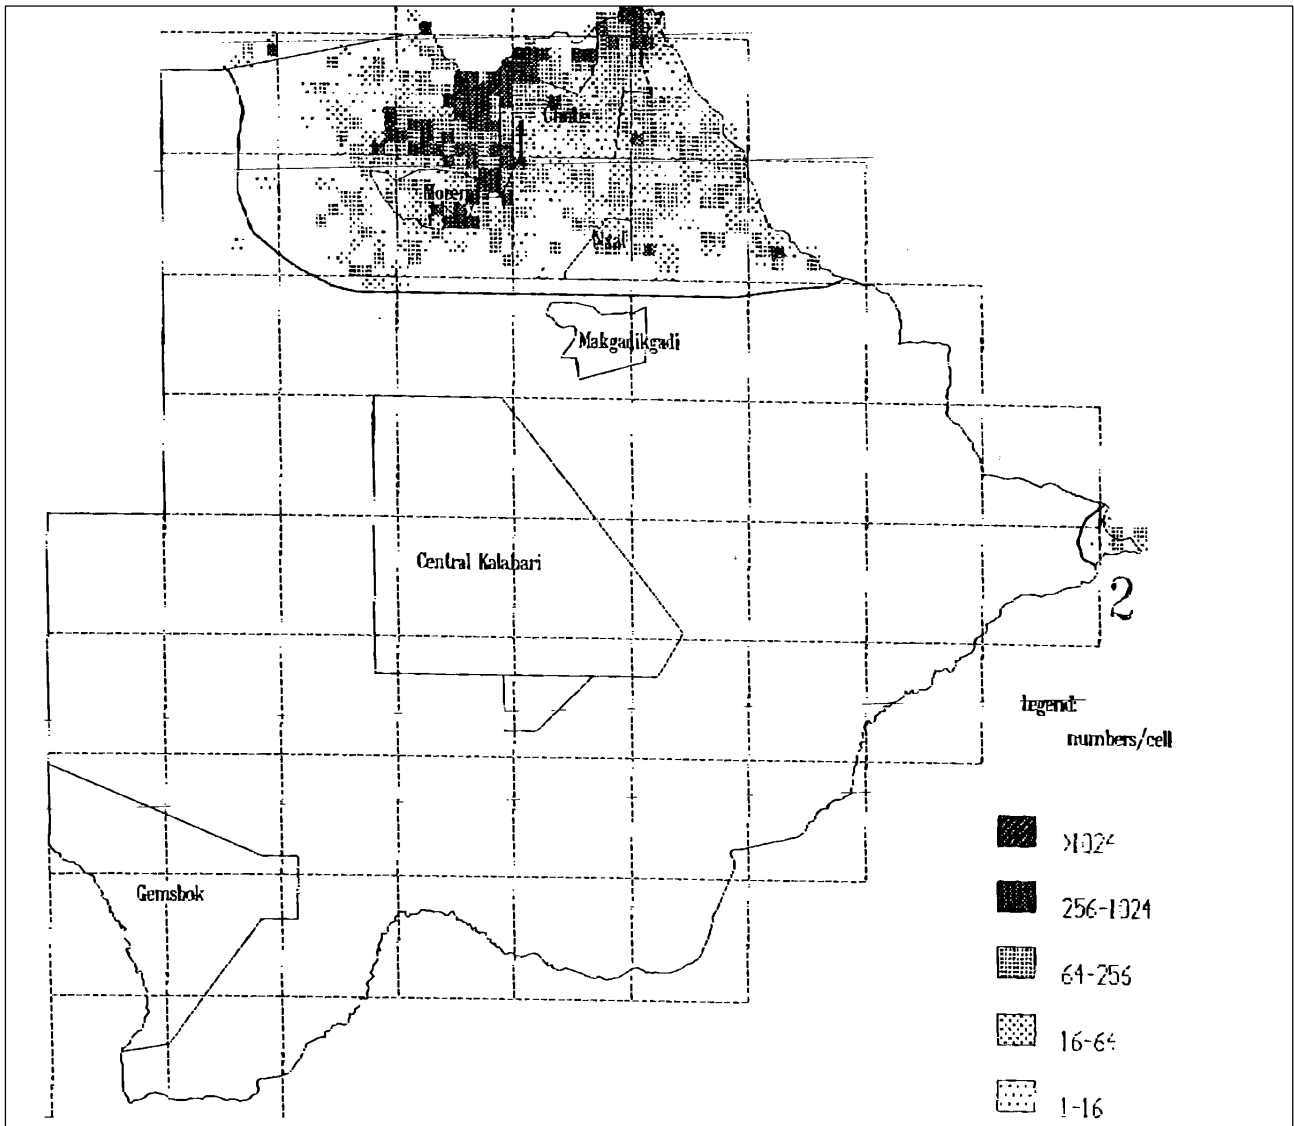 1
Chobe
Moremi
Nxai
Makgadikgadi
Central Kalahari
2
Legend:
numbers/cell
>1024
256-1024
64-256
Gemsbok
16-64
1-16